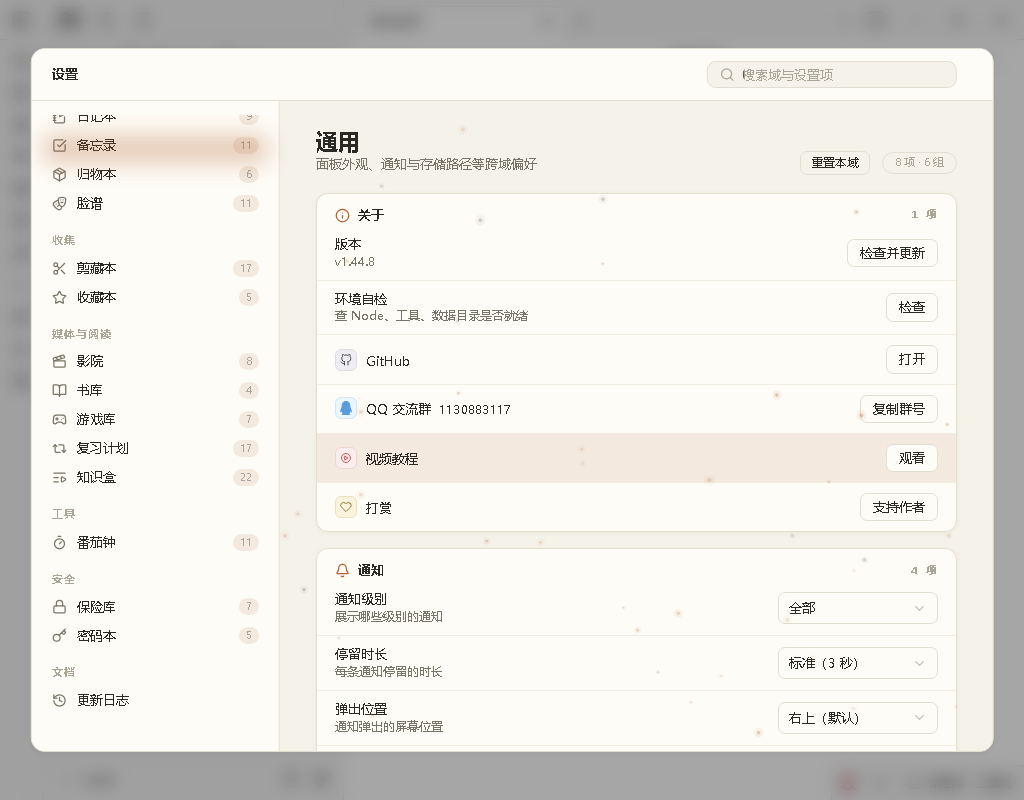 设置
搜索域与设置项
日记本 9
备忘录 11
归物本 6
脸谱 11
收集
剪藏本 17
收藏本 5
媒体与阅读
影院 8
书库 4
游戏库 7
复习计划 17
知识盒 22
工具
番茄钟 11
安全
保险库 7
密码本 5
文档
更新日志
通用
面板外观、通知与存储路径等跨域偏好
重置本域
8 项 · 6 组
关于
1 项
版本
v1.44.8
检查并更新
环境自检
查 Node、工具、数据目录是否就绪
检查
GitHub
打开
QQ 交流群 1130883117
复制群号
视频教程
观看
打赏
支持作者
通知
4 项
通知级别
展示哪些级别的通知
全部
停留时长
每条通知停留的时长
标准（3 秒）
弹出位置
通知弹出的屏幕位置
右上（默认）